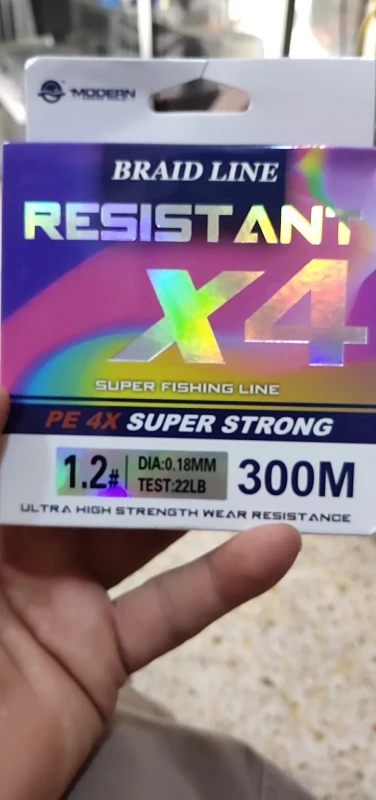 MODERN
BRAID LINE
RESISTANT
X4
SUPER FISHING LINE
PE 4X SUPER STRONG
1.2#
DIA:0.18MM
TEST:22LB
300M
ULTRA HIGH STRENGTH WEAR RESISTANCE